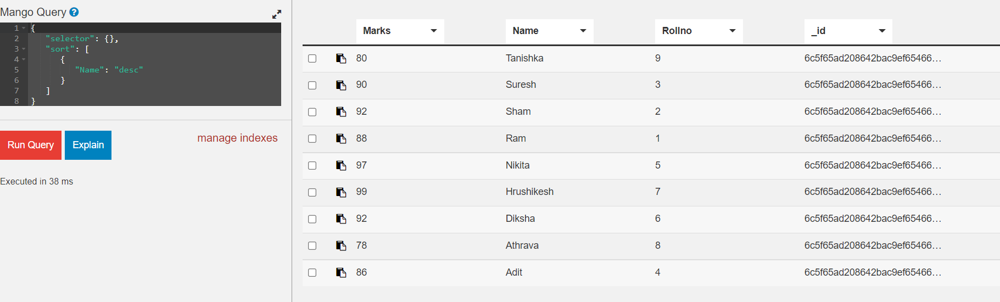 Mango Query ?
1 {
2 "selector": {},
3 "sort": [
4 {
5 "Name": "desc"
6 }
7 ]
8 }
Run Query Explain manage indexes
Executed in 38 ms
Marks Name Rollno _id
80 Tanishka 9 6c5f65ad208642bac9ef65466...
90 Suresh 3 6c5f65ad208642bac9ef65466...
92 Sham 2 6c5f65ad208642bac9ef65466...
88 Ram 1 6c5f65ad208642bac9ef65466...
97 Nikita 5 6c5f65ad208642bac9ef65466...
99 Hrushikesh 7 6c5f65ad208642bac9ef65466...
92 Diksha 6 6c5f65ad208642bac9ef65466...
78 Athrava 8 6c5f65ad208642bac9ef65466...
86 Adit 4 6c5f65ad208642bac9ef65466...